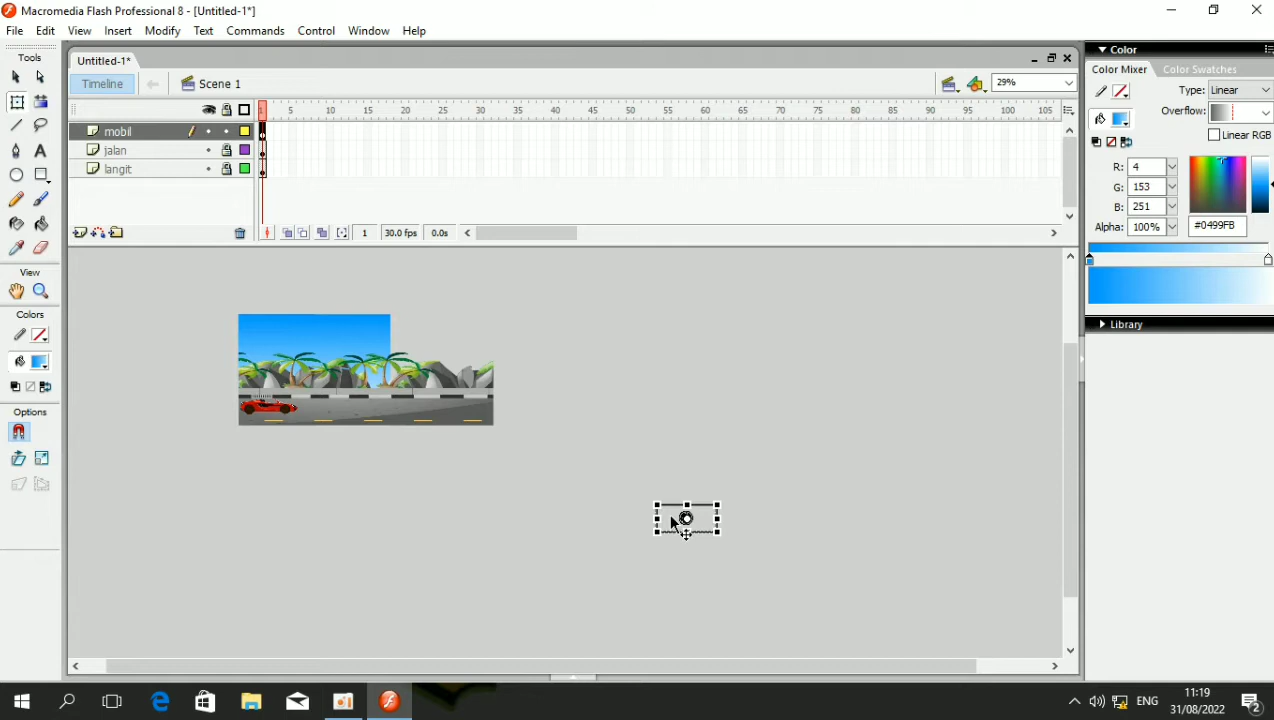 Macromedia Flash Professional 8 - [Untitled-1*]
File Edit View Insert Modify Text Commands Control Window Help
Tools
Untitled-1*
Timeline Scene 1 29%
5 10 15 20 25 30 35 40 45 50 55 60 65 70 75 80 85 90 95 100 105
mobil
jalan
langit
1 30.0 fps 0.0s
View
Colors
Options
Color
Color Mixer Color Swatches
Type: Linear
Overflow:
Linear RGB
R: 4
G: 153
B: 251
Alpha: 100% #0499FB
Library
ENG
11:19
31/08/2022
2